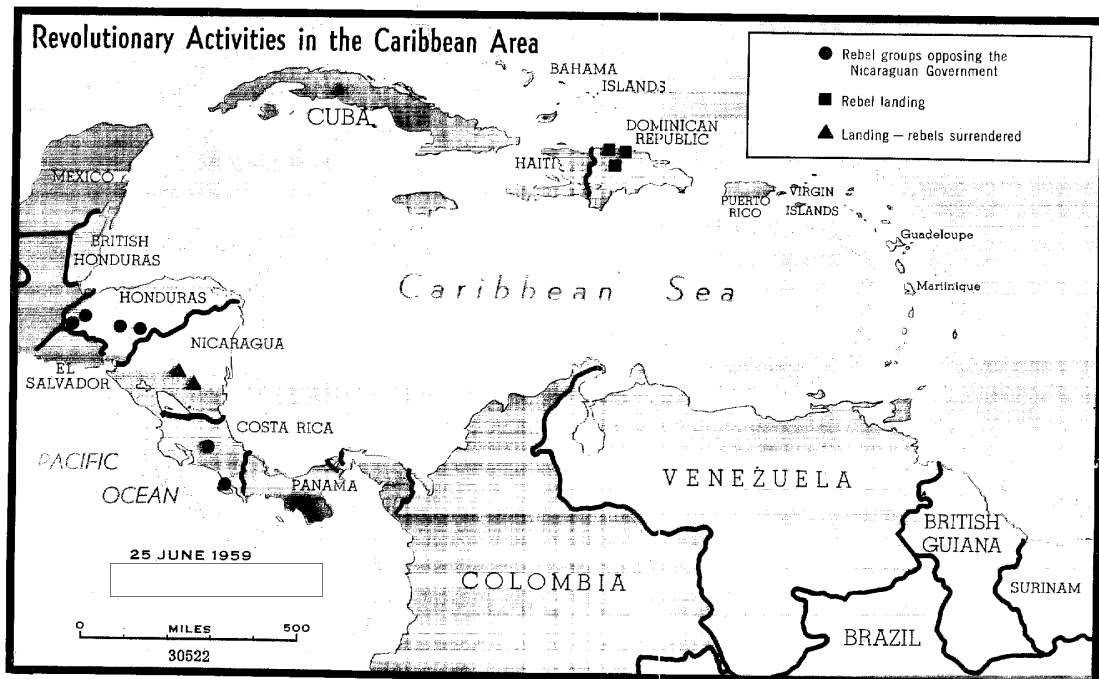 Revolutionary Activities in the Caribbean Area
Rebel groups opposing the
Nicaraguan Government
Rebel landing
Landing — rebels surrendered
BAHAMA
ISLANDS
CUBA
DOMINICAN
REPUBLIC
HAITI
MEXICO
PUERTO
RICO
VIRGIN
ISLANDS
BRITISH
HONDURAS
Guadeloupe
Martinique
Caribbean Sea
HONDURAS
NICARAGUA
EL
SALVADOR
COSTA RICA
PACIFIC
OCEAN
PANAMA
VENEZUELA
BRITISH
GUIANA
COLOMBIA
SURINAM
BRAZIL
25 JUNE 1959
0 MILES 500
30522